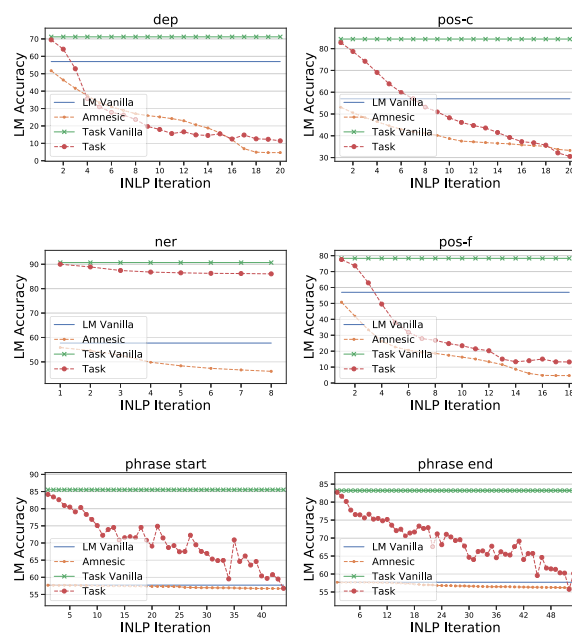 dep
LM Accuracy
70
60
50
40
30
20
10
0
LM Vanilla
Amnesic
Task Vanilla
Task
2 4 6 8 10 12 14 16 18 20
INLP Iteration
pos-c
LM Accuracy
80
70
60
50
40
30
LM Vanilla
Amnesic
Task Vanilla
Task
2 4 6 8 10 12 14 16 18 20
INLP Iteration
ner
LM Accuracy
90
80
70
60
50
LM Vanilla
Amnesic
Task Vanilla
Task
1 2 3 4 5 6 7 8
INLP Iteration
pos-f
LM Accuracy
80
70
60
50
40
30
20
10
0
LM Vanilla
Amnesic
Task Vanilla
Task
2 4 6 8 10 12 14 16 18
INLP Iteration
phrase start
LM Accuracy
90
85
80
75
70
65
60
55
LM Vanilla
Amnesic
Task Vanilla
Task
5 10 15 20 25 30 35 40
INLP Iteration
phrase end
LM Accuracy
85
80
75
70
65
60
55
LM Vanilla
Amnesic
Task Vanilla
Task
6 12 18 24 30 36 42 48
INLP Iteration